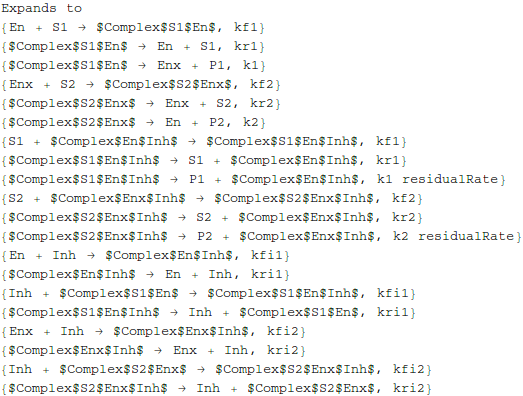 Expands to
{En + S1 → $Complex$S1$En$, kf1}
{$Complex$S1$En$ → En + S1, kr1}
{$Complex$S1$En$ → Enx + P1, k1}
{Enx + S2 → $Complex$S2$Enx$, kf2}
{$Complex$S2$Enx$ → Enx + S2, kr2}
{$Complex$S2$Enx$ → En + P2, k2}
{S1 + $Complex$En$Inh$ → $Complex$S1$En$Inh$, kf1}
{$Complex$S1$En$Inh$ → S1 + $Complex$En$Inh$, kr1}
{$Complex$S1$En$Inh$ → P1 + $Complex$En$Inh$, k1 residualRate}
{S2 + $Complex$Enx$Inh$ → $Complex$S2$Enx$Inh$, kf2}
{$Complex$S2$Enx$Inh$ → S2 + $Complex$Enx$Inh$, kr2}
{$Complex$S2$Enx$Inh$ → P2 + $Complex$Enx$Inh$, k2 residualRate}
{En + Inh → $Complex$En$Inh$, kfi1}
{$Complex$En$Inh$ → En + Inh, kri1}
{Inh + $Complex$S1$En$ → $Complex$S1$En$Inh$, kfi1}
{$Complex$S1$En$Inh$ → Inh + $Complex$S1$En$, kri1}
{Enx + Inh → $Complex$Enx$Inh$, kfi2}
{$Complex$Enx$Inh$ → Enx + Inh, kri2}
{Inh + $Complex$S2$Enx$ → $Complex$S2$Enx$Inh$, kfi2}
{$Complex$S2$Enx$Inh$ → Inh + $Complex$S2$Enx$, kri2}